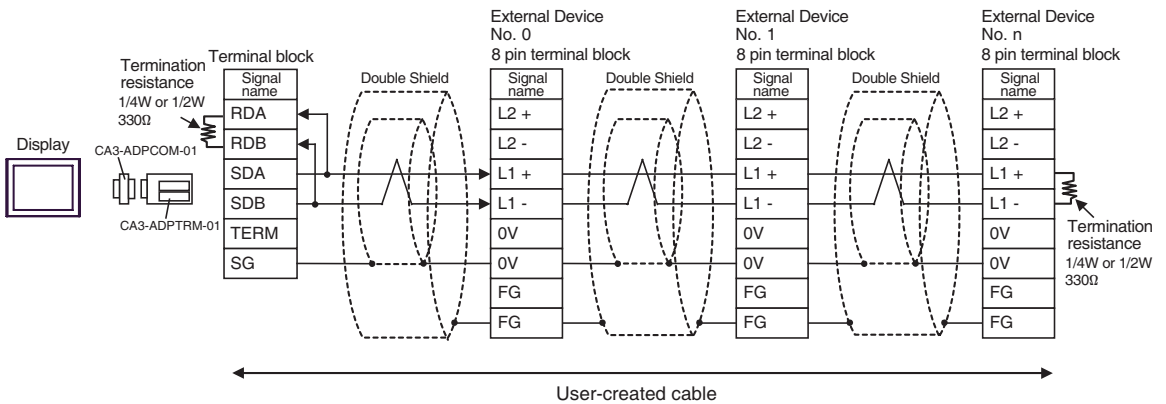 Display
CA3-ADPCOM-01
CA3-ADPTRM-01
Termination
resistance
1/4W or 1/2W
330Ω
Terminal block
Signal
name
RDA
RDB
SDA
SDB
TERM
SG
Double Shield
External Device
No. 0
8 pin terminal block
Signal
name
L2 +
L2 -
L1 +
L1 -
0V
0V
FG
FG
Double Shield
External Device
No. 1
8 pin terminal block
Signal
name
L2 +
L2 -
L1 +
L1 -
0V
0V
FG
FG
Double Shield
External Device
No. n
8 pin terminal block
Signal
name
L2 +
L2 -
L1 +
L1 -
0V
0V
FG
FG
Termination
resistance
1/4W or 1/2W
330Ω
User-created cable